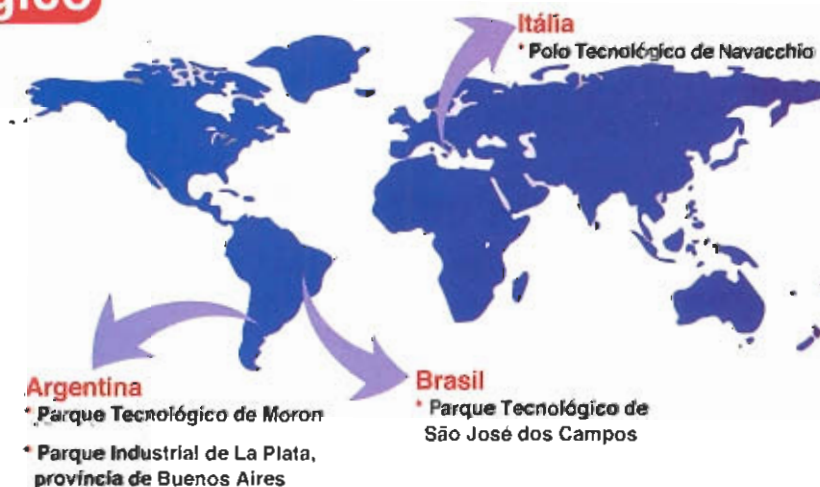 Itália
* Polo Tecnológico de Navacchio
Argentina
* Parque Tecnológico de Moron
* Parque Industrial de La Plata,
província de Buenos Aires
Brasil
* Parque Tecnológico de
São José dos Campos